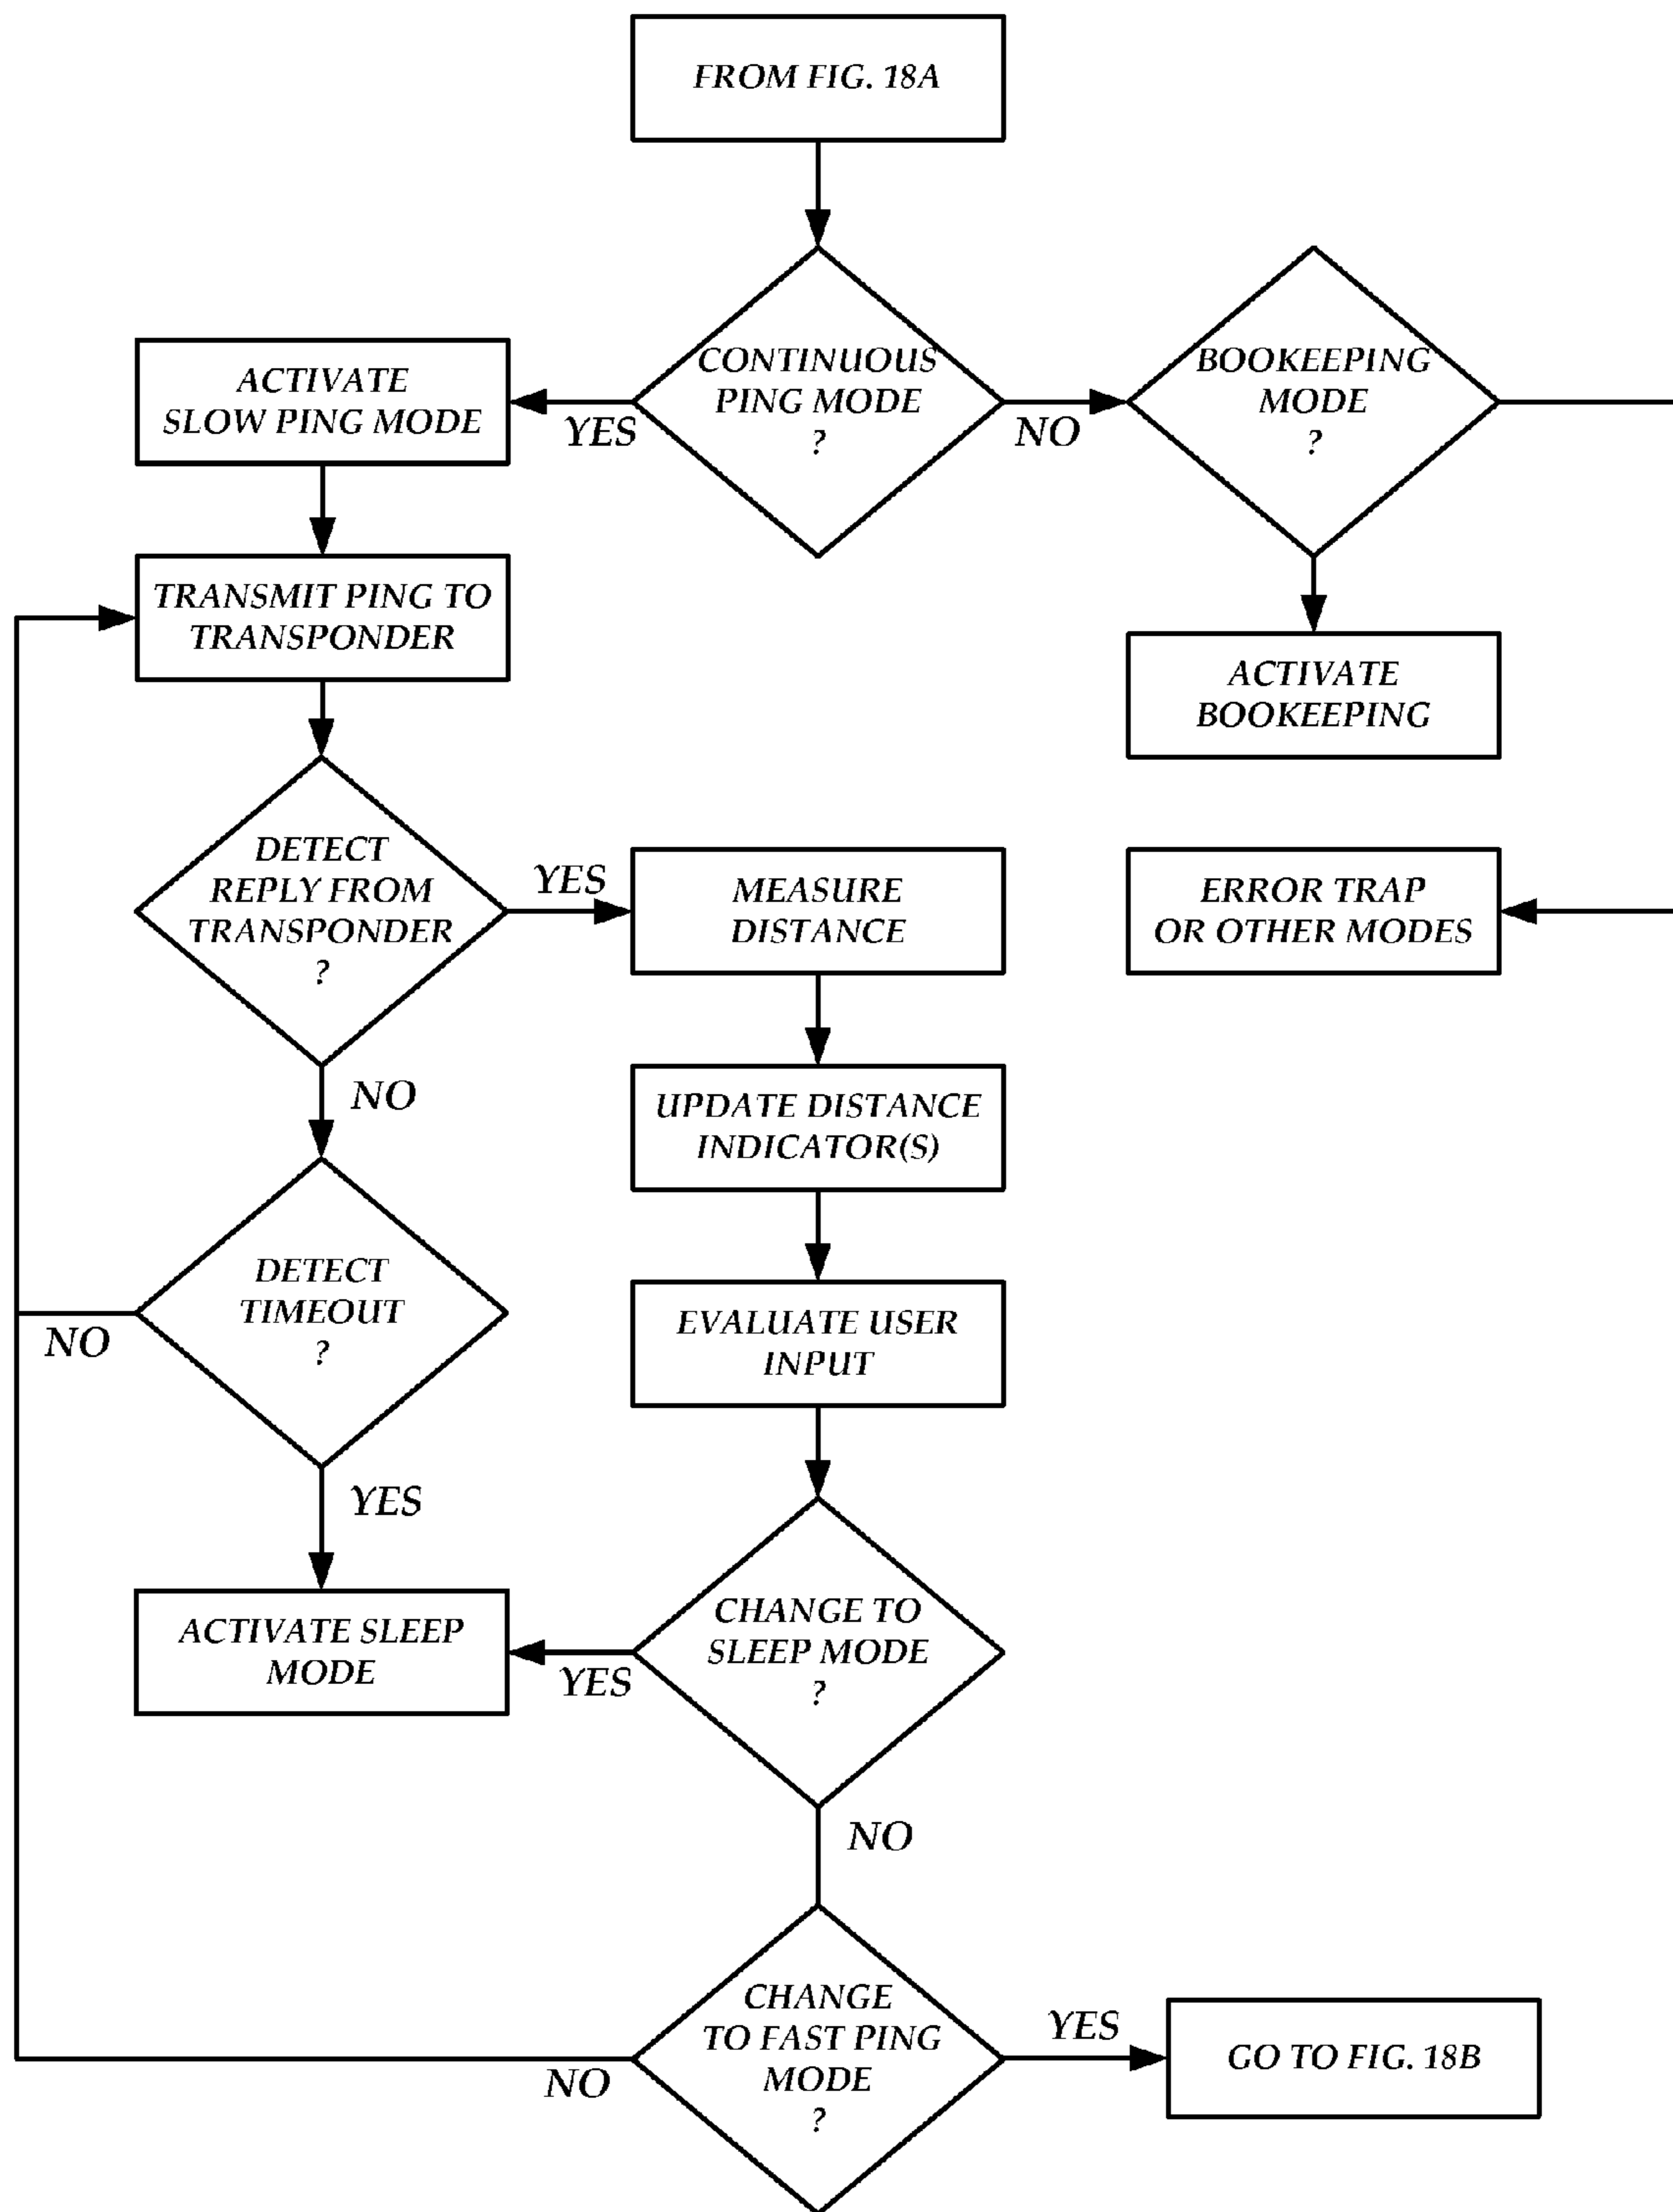 FROM FIG. 18A
CONTINUOUS
PING MODE
?
YES
NO
BOOKEEPING
MODE
?
ACTIVATE
SLOW PING MODE
TRANSMIT PING TO
TRANSPONDER
ACTIVATE
BOOKEEPING
DETECT
REPLY FROM
TRANSPONDER
?
YES
NO
MEASURE
DISTANCE
ERROR TRAP
OR OTHER MODES
UPDATE DISTANCE
INDICATOR(S)
DETECT
TIMEOUT
?
NO
YES
EVALUATE USER
INPUT
ACTIVATE SLEEP
MODE
CHANGE TO
SLEEP MODE
?
YES
NO
CHANGE
TO FAST PING
MODE
?
NO
YES
GO TO FIG. 18B